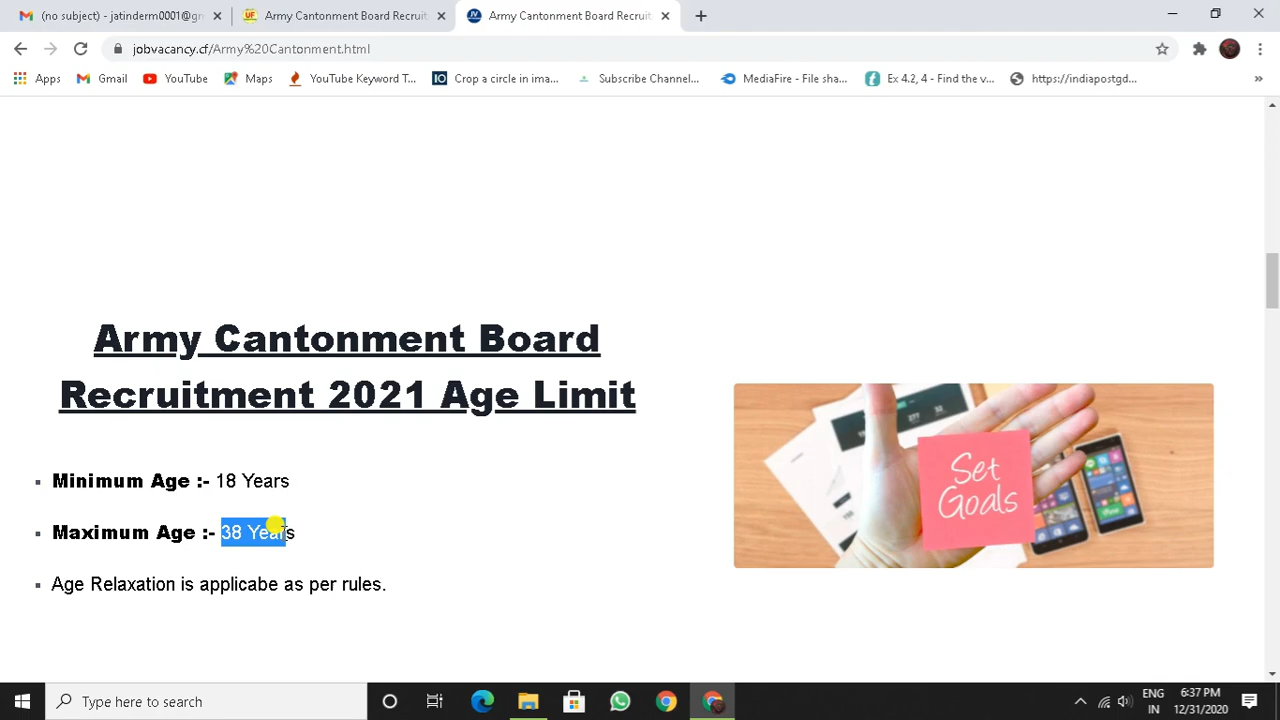 (no subject) - jatinderm0001@g
Army Cantonment Board Recruit
Army Cantonment Board Recruit
jobvacancy.cf/Army%20Cantonment.html
Apps
Gmail
YouTube
Maps
YouTube Keyword T...
Crop a circle in ima...
Subscribe Channel...
MediaFire - File sha...
Ex 4.2, 4 - Find the v...
https://indiapostgd...
»
Army Cantonment Board
Recruitment 2021 Age Limit
Minimum Age :- 18 Years
Maximum Age :- 38 Years
Age Relaxation is applicabe as per rules.
Set
Goals
Type here to search
ENG
IN
6:37 PM
12/31/2020